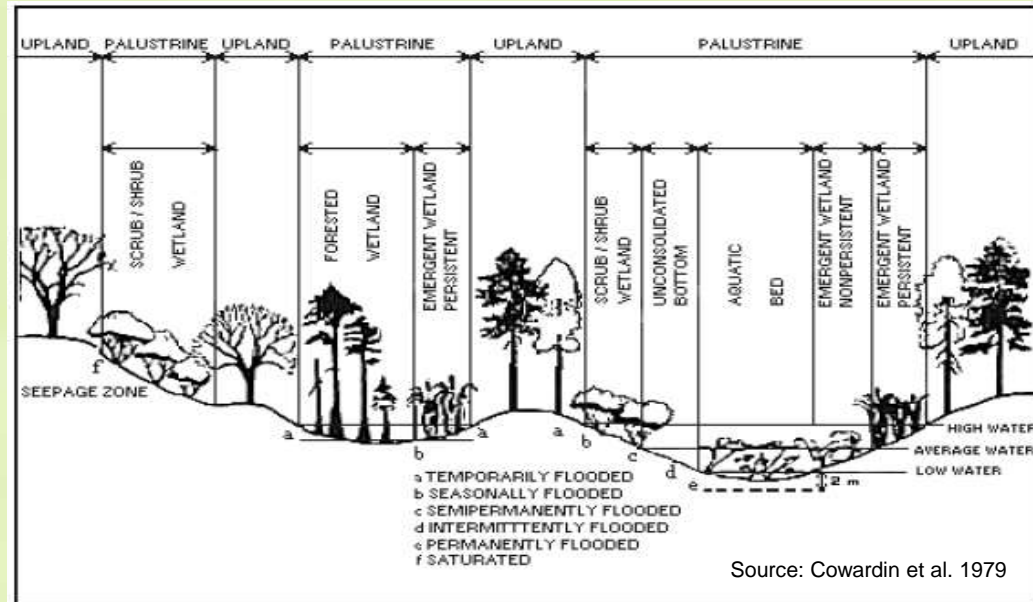 UPLAND PALUSTRINE UPLAND PALUSTRINE UPLAND PALUSTRINE UPLAND
SCRUB / SHRUB
WETLAND
FORESTED
WETLAND
EMERGENT WETLAND
PERSISTENT
SCRUB / SHRUB
WETLAND
UNCONSOLIDATED
BOTTOM
AQUATIC
BED
EMERGENT WETLAND
NONPERSISTENT
EMERGENT WETLAND
PERSISTENT
f
SEEPAGE ZONE
a
b
a
a
b
c
d
e
HIGH WATER
AVERAGE WATER
LOW WATER
2 m
a TEMPORARILY FLOODED
b SEASONALLY FLOODED
c SEMIPERMANENTLY FLOODED
d INTERMITTTENTLY FLOODED
e PERMANENTLY FLOODED
f SATURATED
Source: Cowardin et al. 1979